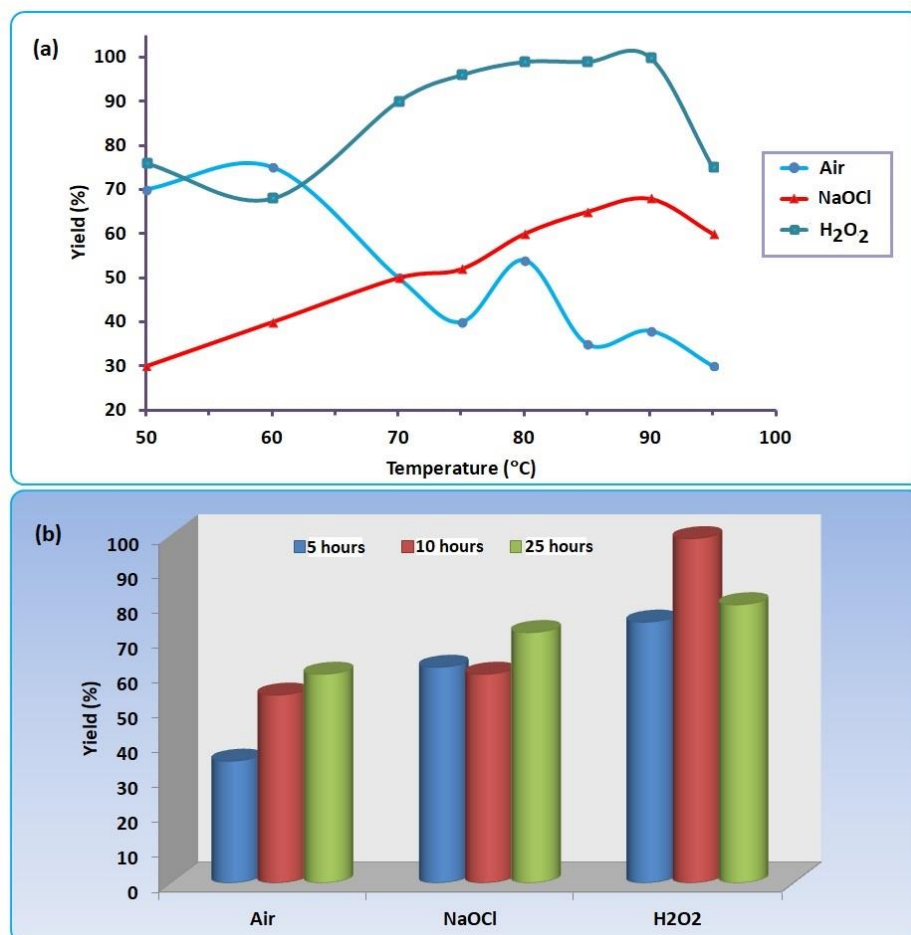 (a)
100
90
80
70
60
50
40
30
20
Yield (%)
50 60 70 80 90 100
Temperature (°C)
Air
NaOCl
H₂O₂
(b)
5 hours 10 hours 25 hours
100
90
80
70
60
50
40
30
20
10
0
Yield (%)
Air NaOCl H2O2